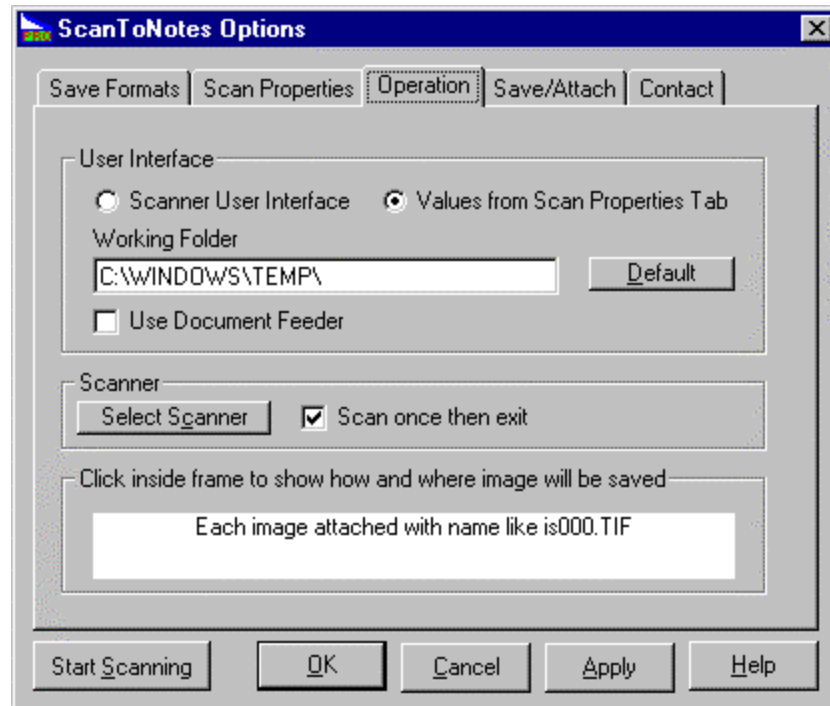 ScanToNotes Options
Save Formats Scan Properties Operation Save/Attach Contact
User Interface
Scanner User Interface Values from Scan Properties Tab
Working Folder
C:\WINDOWS\TEMP\ Default
Use Document Feeder
Scanner
Select Scanner Scan once then exit
Click inside frame to show how and where image will be saved
Each image attached with name like is000.TIF
Start Scanning OK Cancel Apply Help